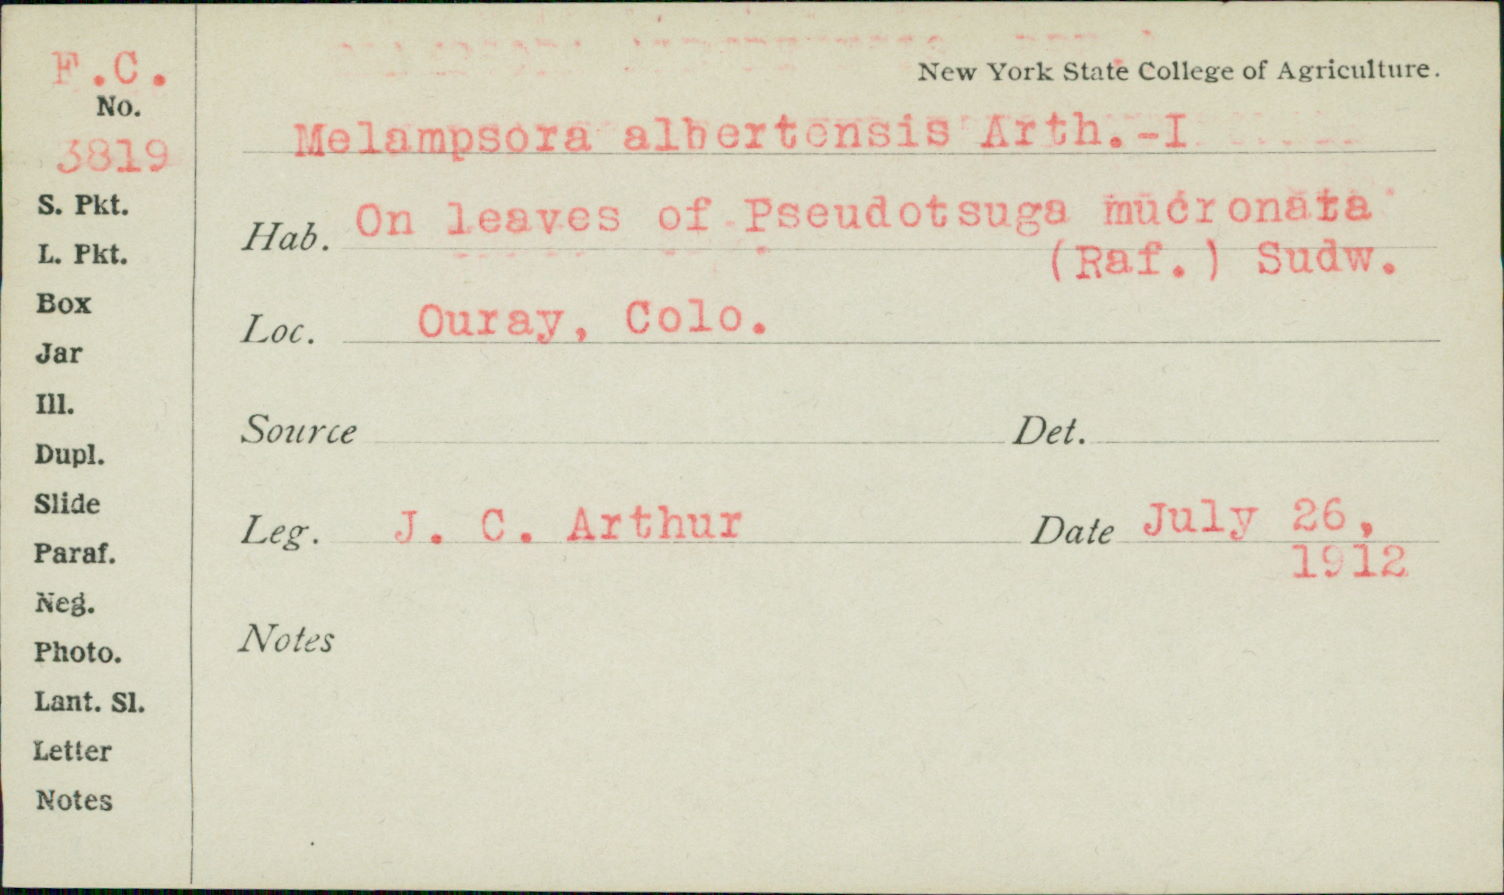 F.C.
No.
3819
S. Pkt.
L. Pkt.
Box
Jar
Ill.
Dupl.
Slide
Paraf.
Neg.
Photo.
Lant. Sl.
Letter
Notes
New York State College of Agriculture.
Melampsora albertensis Arth.-I
Hab. On leaves of Pseudotsuga mucronata
(Raf.) Sudw.
Loc. Ouray, Colo.
Source Det.
Leg. J. C. Arthur Date July 26,
1912
Notes